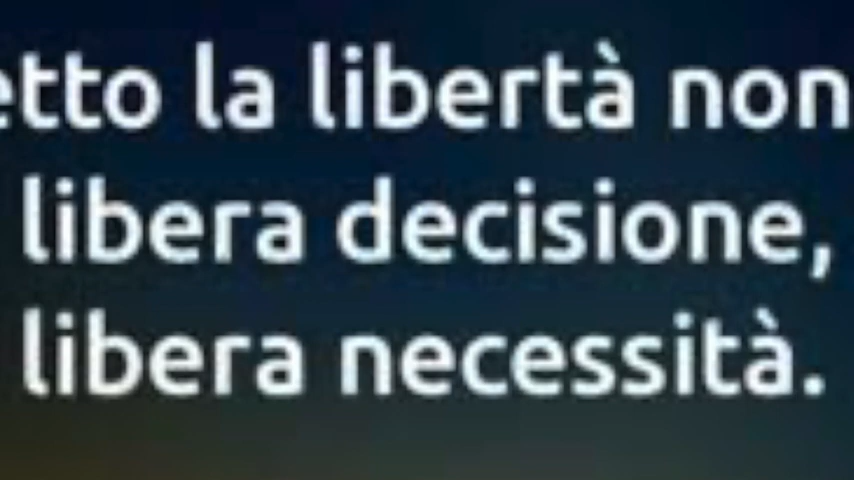 etto la libertà non
libera decisione,
libera necessità.